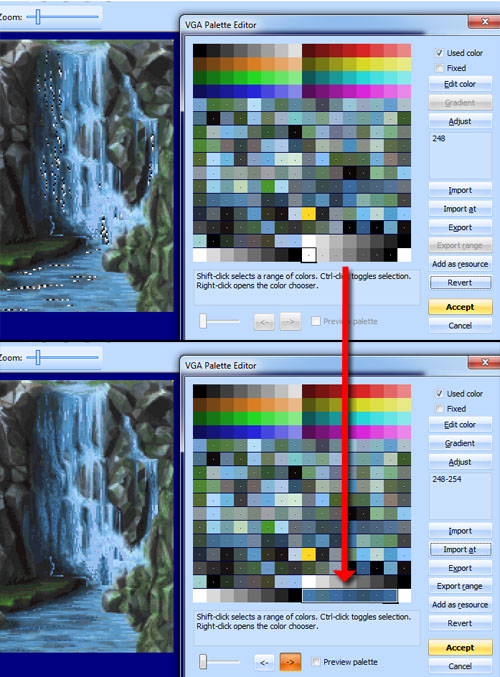 Zoom:
VGA Palette Editor
Used color
Fixed
Edit color
Gradient
Adjust
248
Import
Import at
Export
Export range
Add as resource
Revert
Shift-click selects a range of colors. Ctrl-click toggles selection.
Right-click opens the color chooser.
<- -> Preview palette
Accept
Cancel
Zoom:
VGA Palette Editor
Used color
Fixed
Edit color
Gradient
Adjust
248-254
Import
Import at
Export
Export range
Add as resource
Revert
Shift-click selects a range of colors. Ctrl-click toggles selection.
Right-click opens the color chooser.
<- -> Preview palette
Accept
Cancel